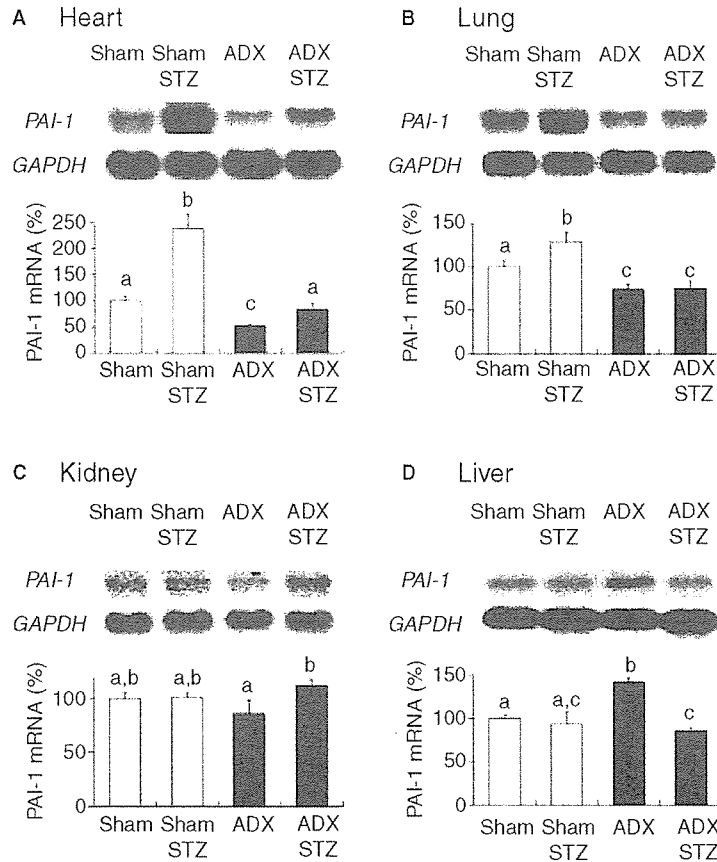 A Heart
Sham Sham STZ ADX ADX STZ
PAI-1
GAPDH
PAI-1 mRNA (%)
250
200
150
100
50
0
a
b
c
a
Sham Sham STZ ADX ADX STZ
B Lung
Sham Sham STZ ADX ADX STZ
PAI-1
GAPDH
PAI-1 mRNA (%)
150
100
50
0
a
b
c
c
Sham Sham STZ ADX ADX STZ
C Kidney
Sham Sham STZ ADX ADX STZ
PAI-1
GAPDH
PAI-1 mRNA (%)
100
50
0
a,b
a,b
a
b
Sham Sham STZ ADX ADX STZ
D Liver
Sham Sham STZ ADX ADX STZ
PAI-1
GAPDH
PAI-1 mRNA (%)
150
100
50
0
a
a,c
b
c
Sham Sham STZ ADX ADX STZ